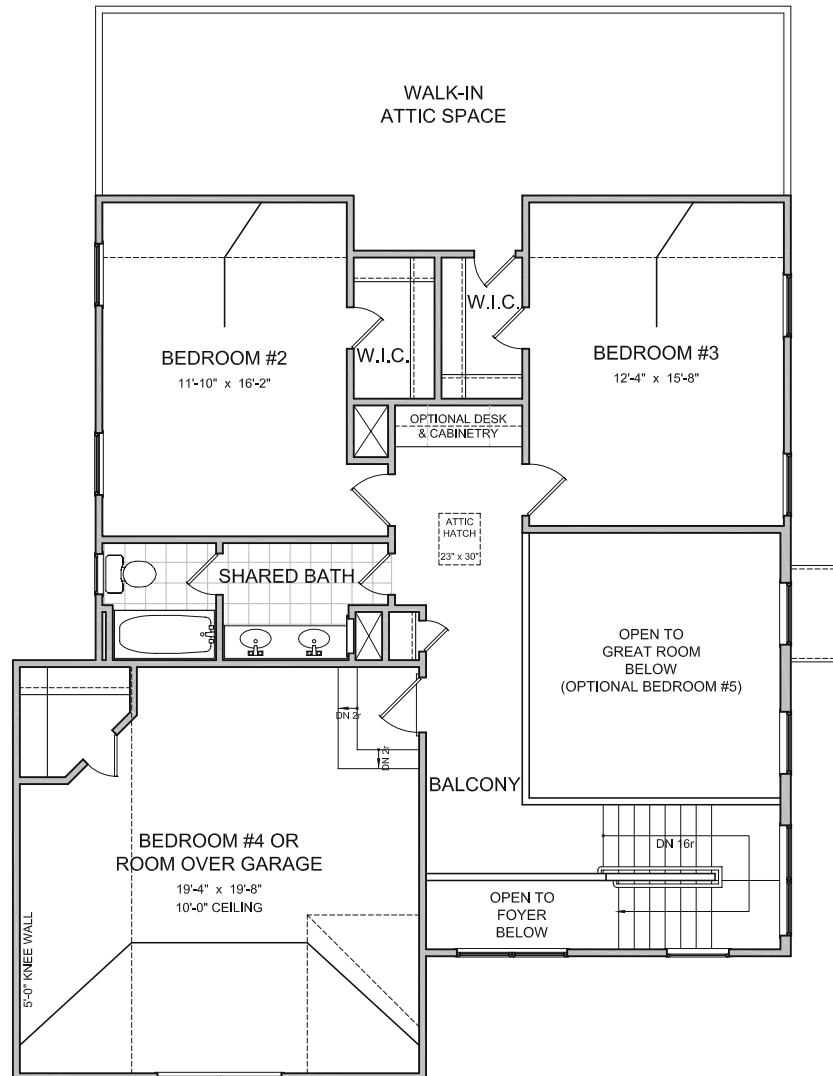 WALK-IN
ATTIC SPACE
W.I.C.
BEDROOM #2
11'-10" x 16'-2"
W.I.C.
BEDROOM #3
12'-4" x 15'-8"
OPTIONAL DESK
& CABINETRY
ATTIC
HATCH
23" x 30"
SHARED BATH
OPEN TO
GREAT ROOM
BELOW
(OPTIONAL BEDROOM #5)
DN 2r
DN 2r
BALCONY
BEDROOM #4 OR
ROOM OVER GARAGE
19'-4" x 19'-8"
10'-0" CEILING
DN 16r
OPEN TO
FOYER
BELOW
5'-0" KNEE WALL